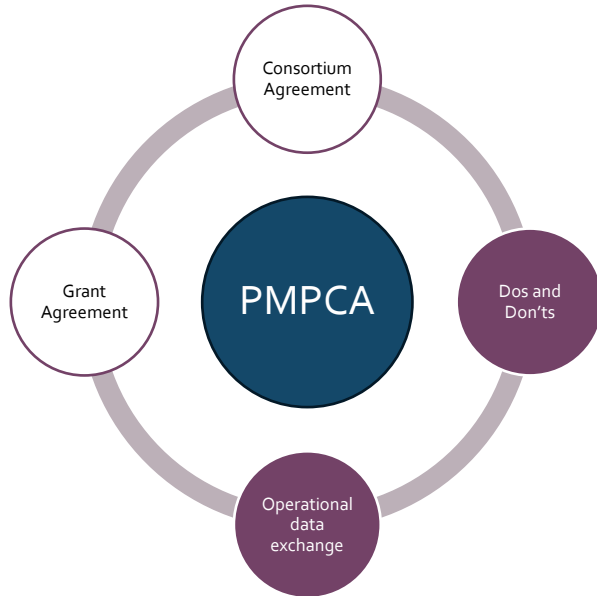 Consortium
Agreement
Grant
Agreement
PMPCA
Dos and
Don’ts
Operational
data
exchange